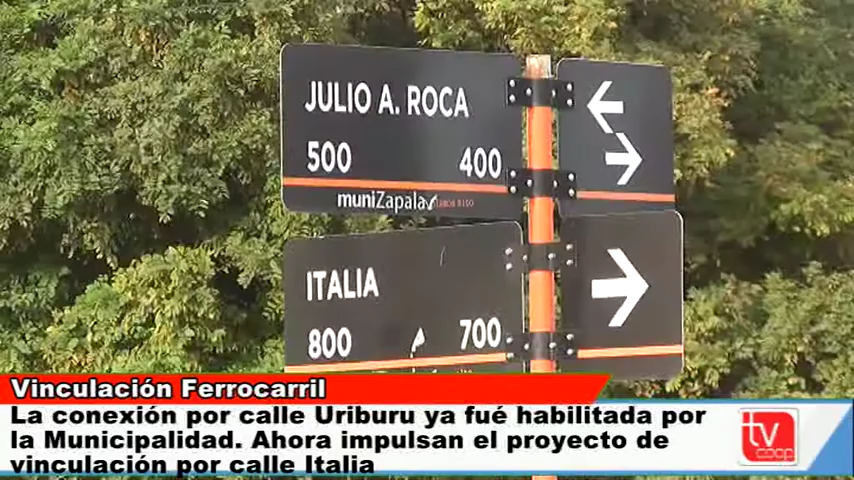 JULIO A. ROCA
500 400
muniZapala
ITALIA
800 700
Vinculación Ferrocarril
La conexión por calle Uriburu ya fué habilitada por
la Municipalidad. Ahora impulsan el proyecto de
vinculación por calle Italia
tv
coop